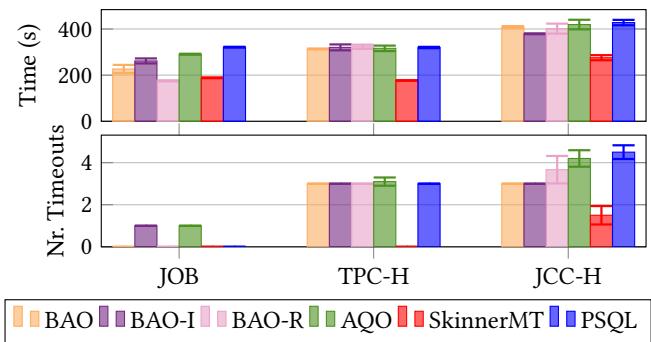 Time (s)
400
200
0
Nr. Timeouts
4
2
0
JOB TPC-H JCC-H
BAO BAO-I BAO-R AQO SkinnerMT PSQL